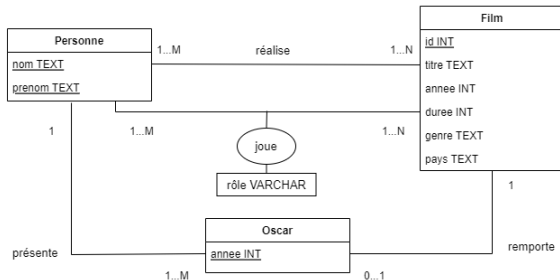 Personne
nom TEXT
prenom TEXT
1...M
réalise
1...N
Film
id INT
titre TEXT
annee INT
duree INT
genre TEXT
pays TEXT
1
1...M
1...N
joue
rôle VARCHAR
1
Oscar
annee INT
présente
remporte
1...M
0...1